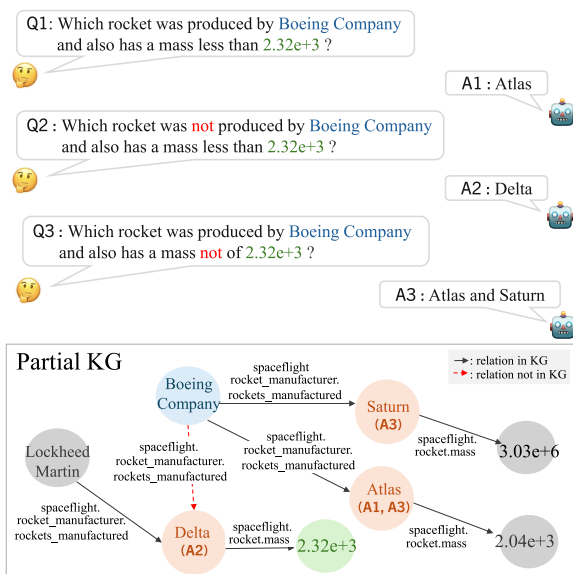 Q1: Which rocket was produced by Boeing Company
and also has a mass less than 2.32e+3 ?
A1 : Atlas
Q2 : Which rocket was not produced by Boeing Company
and also has a mass less than 2.32e+3 ?
A2 : Delta
Q3 : Which rocket was produced by Boeing Company
and also has a mass not of 2.32e+3 ?
A3 : Atlas and Saturn
Partial KG
: relation in KG
: relation not in KG
Boeing
Company
spaceflight
rocket_manufacturer.
rockets_manufactured
Saturn
(A3)
spaceflight.
rocket.mass
3.03e+6
Lockheed
Martin
spaceflight.
rocket_manufacturer.
rockets_manufactured
spaceflight.
rocket_manufacturer.
rockets_manufactured
Atlas
(A1, A3)
spaceflight.
rocket.mass
2.04e+3
spaceflight.
rocket_manufacturer.
rockets_manufactured
Delta
(A2)
spaceflight.
rocket.mass
2.32e+3